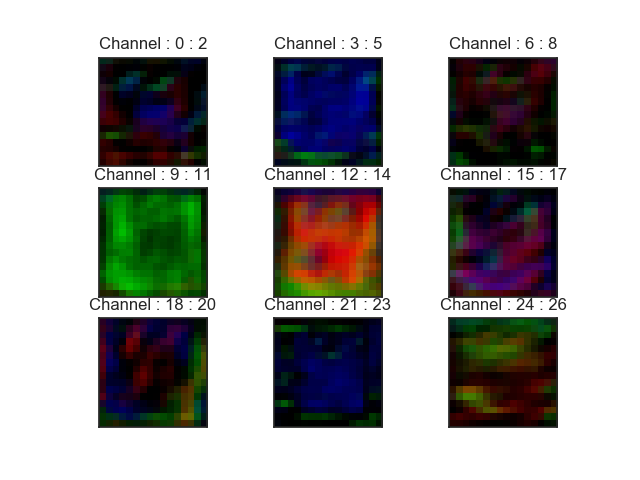 Channel : 0 : 2
Channel : 3 : 5
Channel : 6 : 8
Channel : 9 : 11
Channel : 12 : 14
Channel : 15 : 17
Channel : 18 : 20
Channel : 21 : 23
Channel : 24 : 26